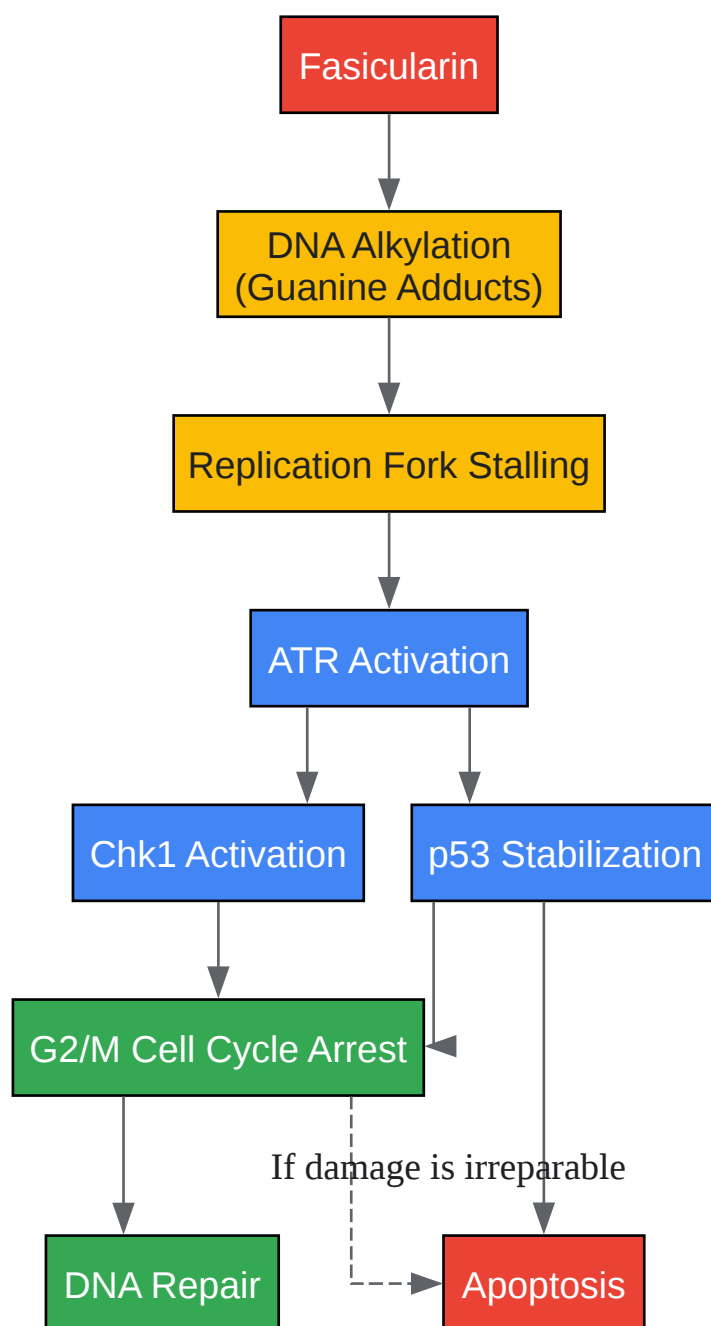 Fasicularin
DNA Alkylation
(Guanine Adducts)
Replication Fork Stalling
ATR Activation
Chk1 Activation
p53 Stabilization
G2/M Cell Cycle Arrest
If damage is irreparable
DNA Repair
Apoptosis